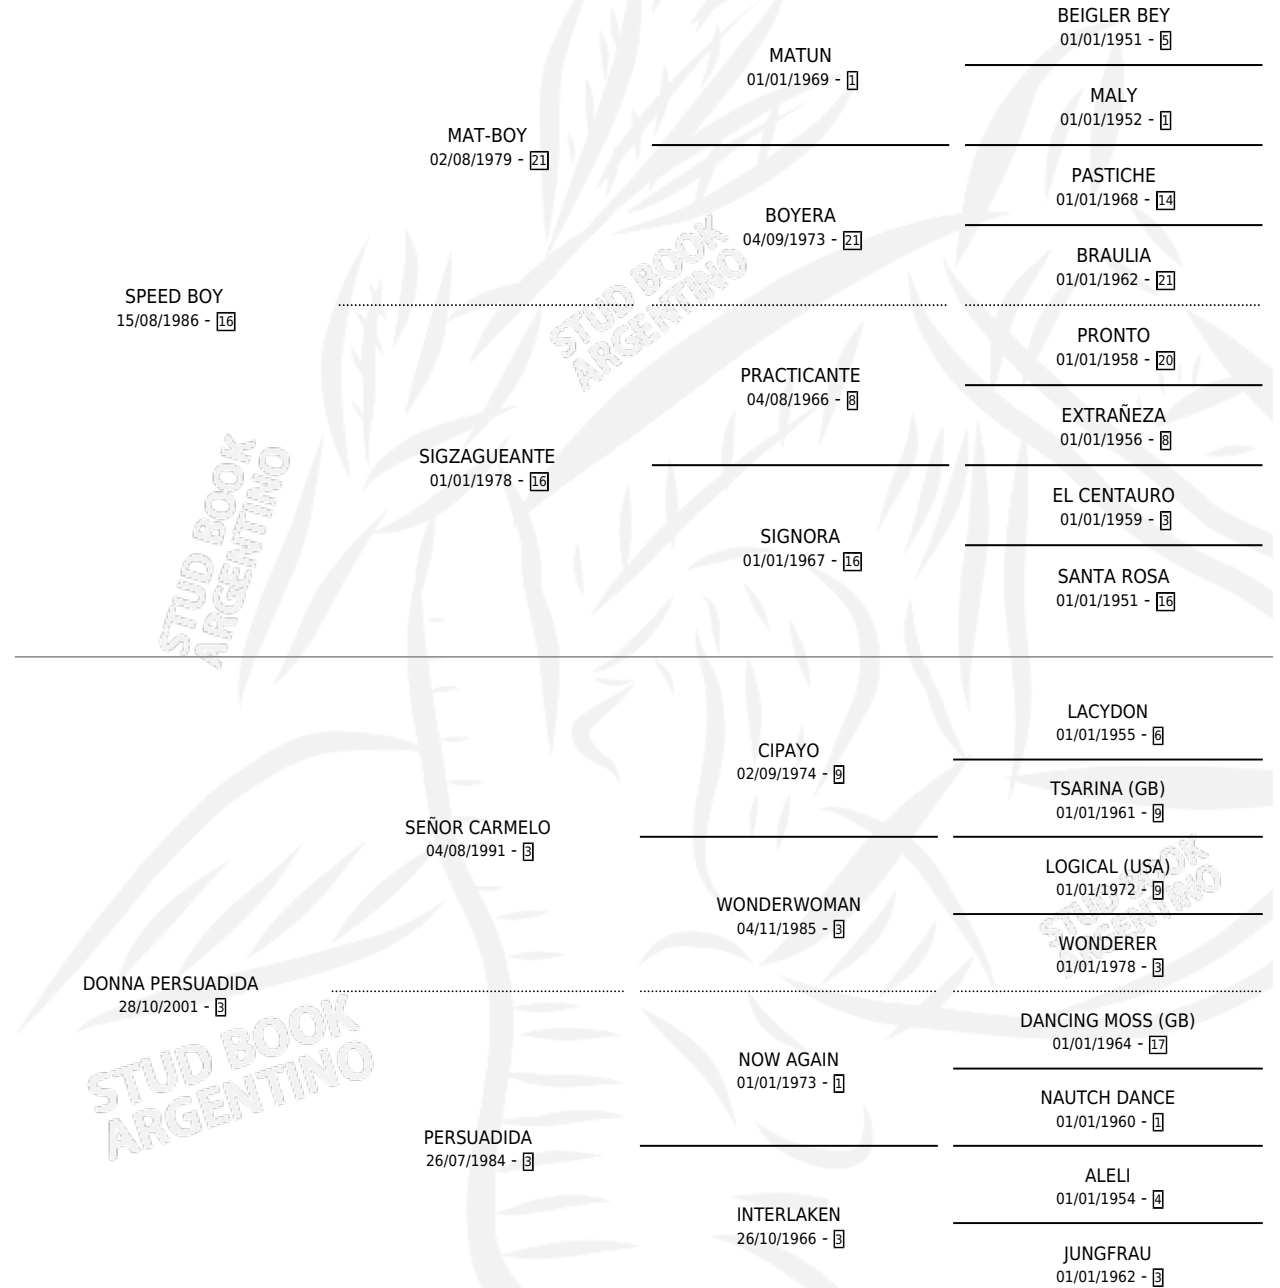 BEIGLER BEY
01/01/1951 - 5
MATUN
01/01/1969 - 1
MALY
01/01/1952 - 1
MAT-BOY
02/08/1979 - 21
PASTICHE
01/01/1968 - 14
BOYERA
04/09/1973 - 21
BRAULIA
01/01/1962 - 21
SPEED BOY
15/08/1986 - 16
PRONTO
01/01/1958 - 20
PRACTICANTE
04/08/1966 - 8
EXTRAÑEZA
01/01/1956 - 8
SIGZAGUEANTE
01/01/1978 - 16
EL CENTAURO
01/01/1959 - 3
SIGNORA
01/01/1967 - 16
SANTA ROSA
01/01/1951 - 16
STUD BOOK
ARGENTINO
STUD BOOK
ARGENTINO
LACYDON
01/01/1955 - 6
CIPAYO
02/09/1974 - 9
TSARINA (GB)
01/01/1961 - 9
SEÑOR CARMELO
04/08/1991 - 3
LOGICAL (USA)
01/01/1972 - 9
WONDERWOMAN
04/11/1985 - 3
WONDERER
01/01/1978 - 3
DONNA PERSUADIDA
28/10/2001 - 3
DANCING MOSS (GB)
01/01/1964 - 17
NOW AGAIN
01/01/1973 - 1
NAUTCH DANCE
01/01/1960 - 1
PERSUADIDA
26/07/1984 - 3
ALELI
01/01/1954 - 4
INTERLAKEN
26/10/1966 - 3
JUNGFRAU
01/01/1962 - 3
STUD BOOK
ARGENTINO
STUD BOOK
ARGENTINO